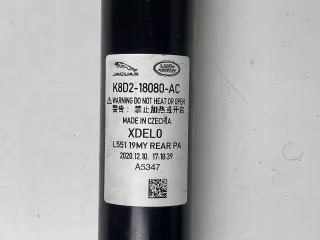 JAGUAR
LAND ROVER
K8D2-18080-AC
WARNING DO NOT HEAT OR OPEN
警告: 禁止加热或开启
MADE IN CZECHIA
XDEL0
L551 19MY REAR PA
2020.12.10. 17:18:39
A5347